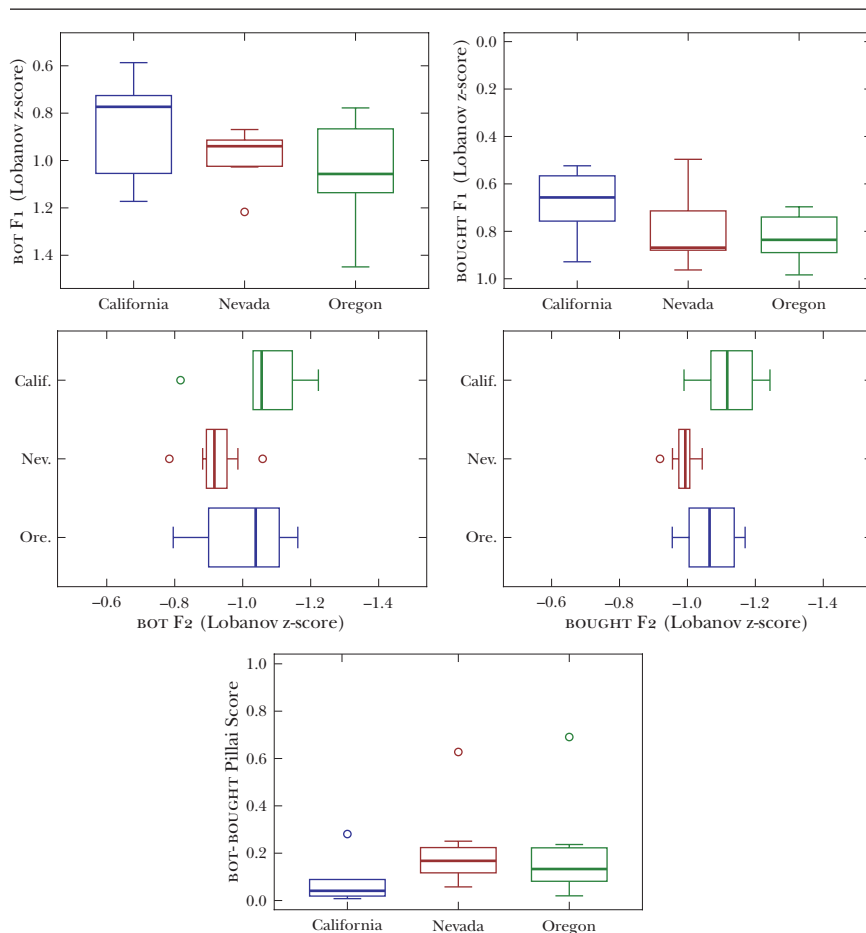 BOT F1 (Lobanov z-score)
0.6
0.8
1.0
1.2
1.4
California Nevada Oregon
BOUGHT F1 (Lobanov z-score)
0.0
0.2
0.4
0.6
0.8
1.0
California Nevada Oregon
Calif.
Nev.
Ore.
–0.6 –0.8 –1.0 –1.2 –1.4
BOT F2 (Lobanov z-score)
Calif.
Nev.
Ore.
–0.6 –0.8 –1.0 –1.2 –1.4
BOUGHT F2 (Lobanov z-score)
BOT-BOUGHT Pillai Score
1.0
0.8
0.6
0.4
0.2
0.0
California Nevada Oregon